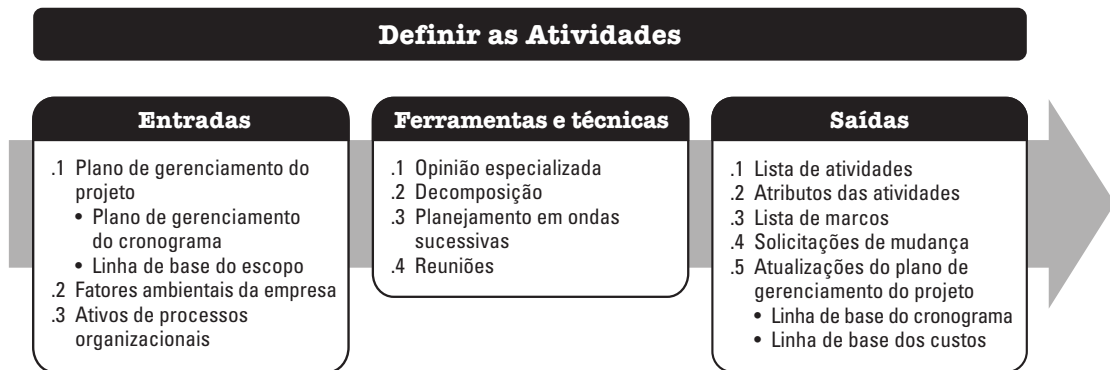 Definir as Atividades
Entradas
.1 Plano de gerenciamento do
projeto
• Plano de gerenciamento
do cronograma
• Linha de base do escopo
.2 Fatores ambientais da empresa
.3 Ativos de processos
organizacionais
Ferramentas e técnicas
.1 Opinião especializada
.2 Decomposição
.3 Planejamento em ondas
sucessivas
.4 Reuniões
Saídas
.1 Lista de atividades
.2 Atributos das atividades
.3 Lista de marcos
.4 Solicitações de mudança
.5 Atualizações do plano de
gerenciamento do projeto
• Linha de base do cronograma
• Linha de base dos custos